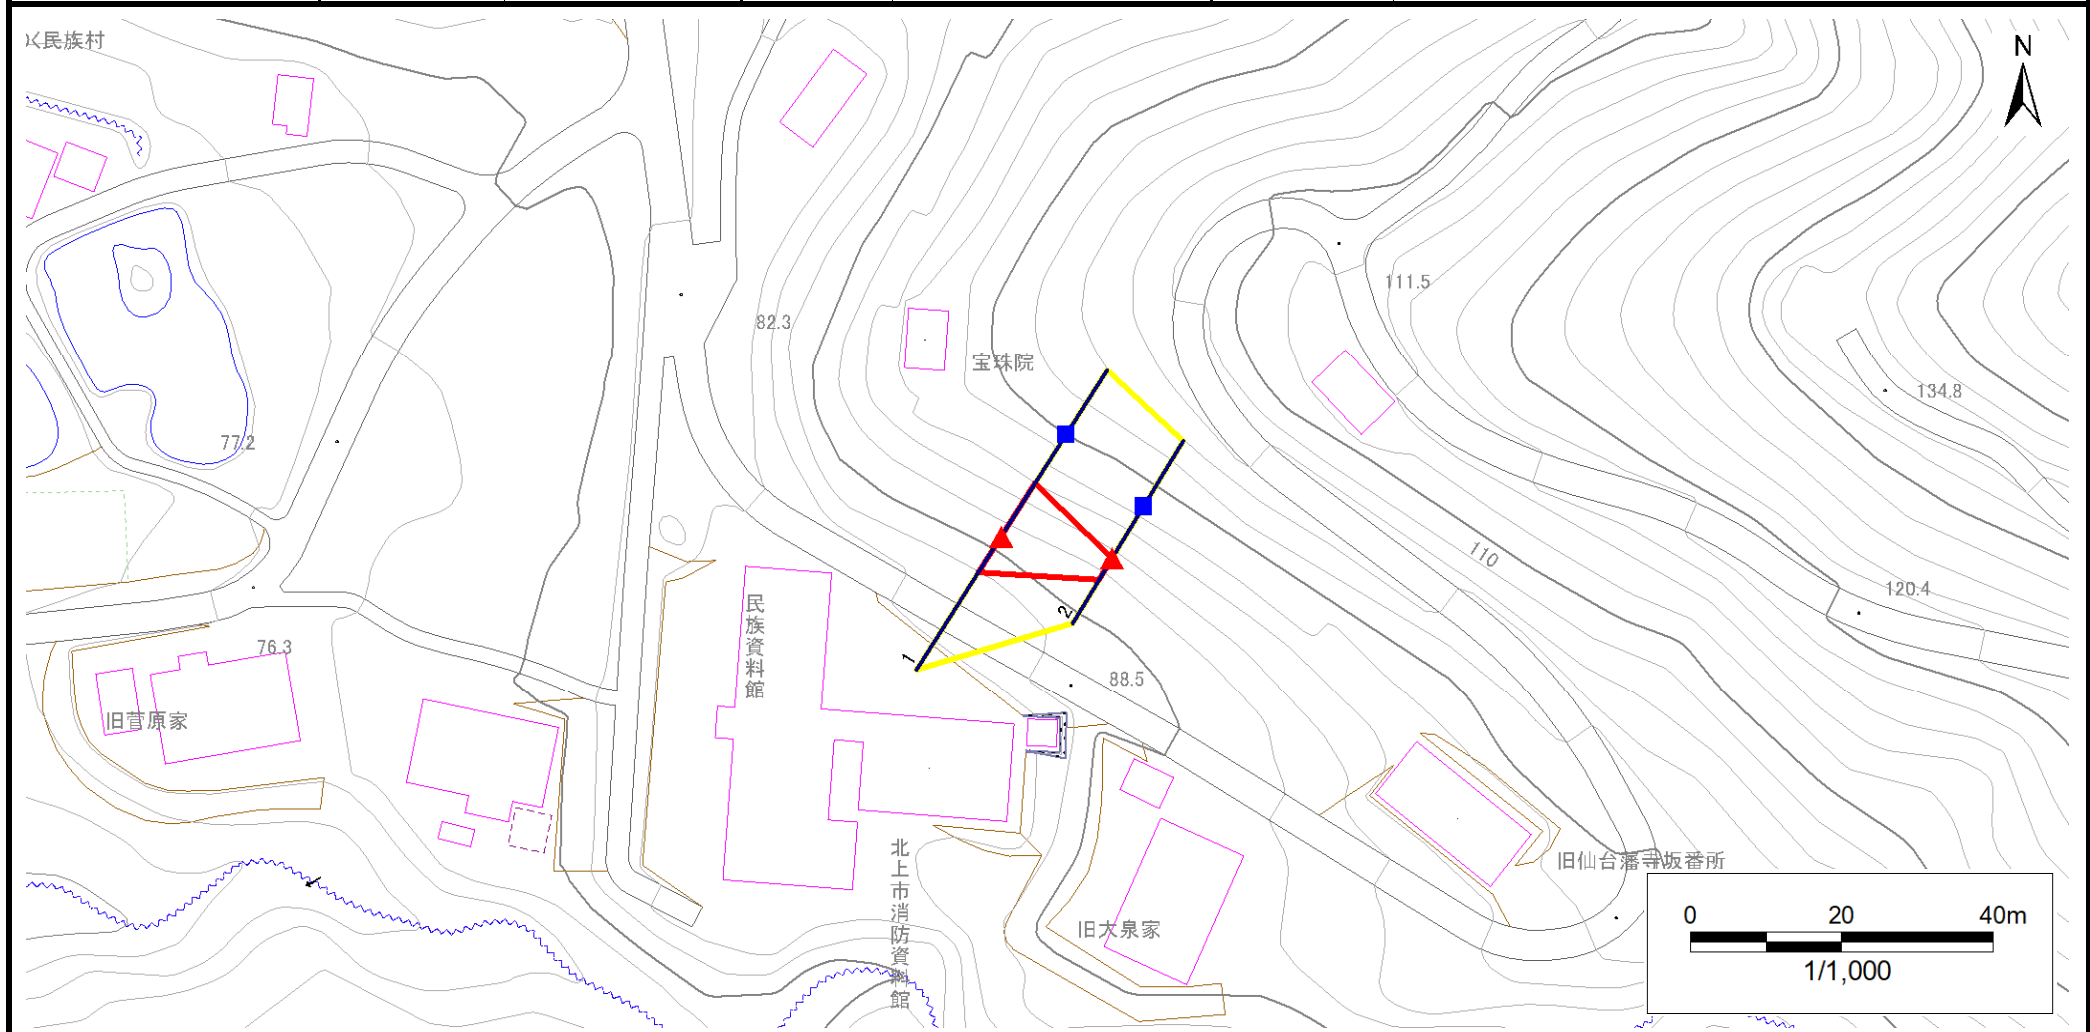 く民族村
N
111.5
82.3
宝珠院
134.8
77.2
110
120.4
民族資料館
2
76.3
1
88.5
旧菅原家
北上市消防資料館
旧仙台藩寺坂番所
旧大泉家
0 20 40m
1/1,000